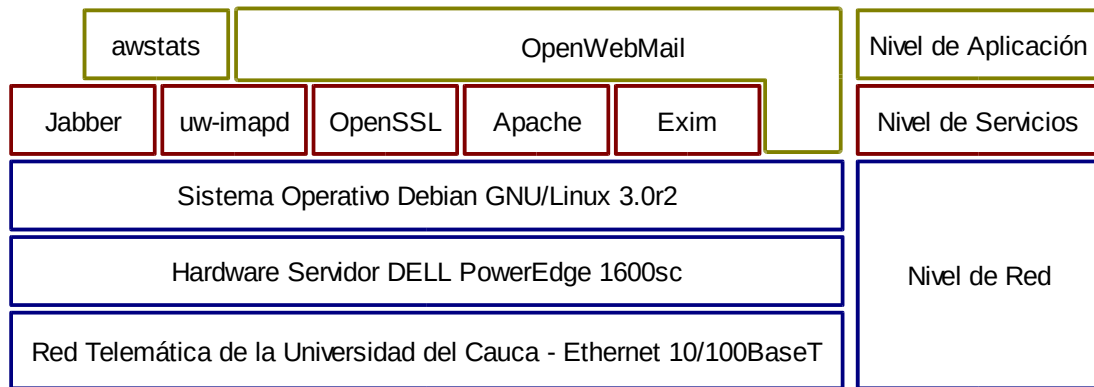 awstats
OpenWebMail
Nivel de Aplicación
Jabber
uw-imapd
OpenSSL
Apache
Exim
Nivel de Servicios
Sistema Operativo Debian GNU/Linux 3.0r2
Hardware Servidor DELL PowerEdge 1600sc
Nivel de Red
Red Telemática de la Universidad del Cauca - Ethernet 10/100BaseT